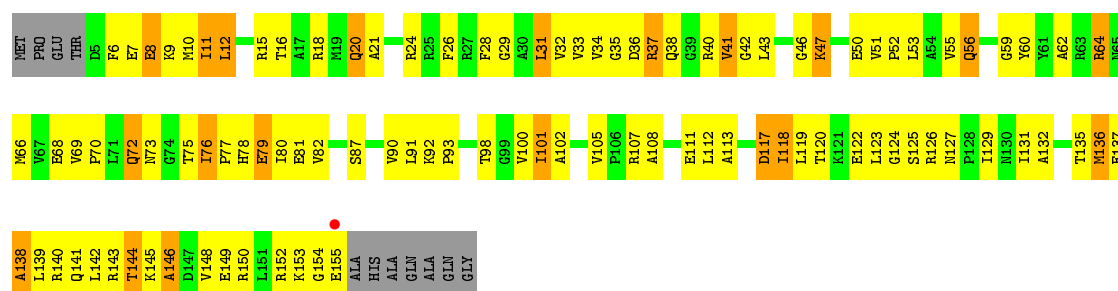 MET PRO GLU THR D5 F6 E7 E8 K9 M10 I11 L12 R15 T16 A17 R18 M19 Q20 A21 R24 R25 F26 R27 F28 G29 A30 L31 V32 V33 V34 G35 D36 R37 Q38 G39 R40 V41 G42 L43 G46 K47 E50 V51 P52 L53 A54 V55 Q56 G59 Y60 Y61 A62 R63 R64 N65
M66 V67 E68 V69 P70 L71 Q72 N73 G74 T75 I76 P77 H78 E79 I80 E81 V82 S87 V90 L91 K92 P93 T98 G99 V100 I101 A102 V105 P106 R107 A108 E111 L112 A113 D117 I118 L119 T120 K121 E122 L123 G124 S125 R126 N127 P128 I129 N130 I131 A132 T135 M136 E137
A138 L139 R140 Q141 L142 R143 T144 K145 A146 D147 V148 E149 R150 L151 R152 K153 G154 E155 ALA HIS ALA GLN ALA GLN GLY